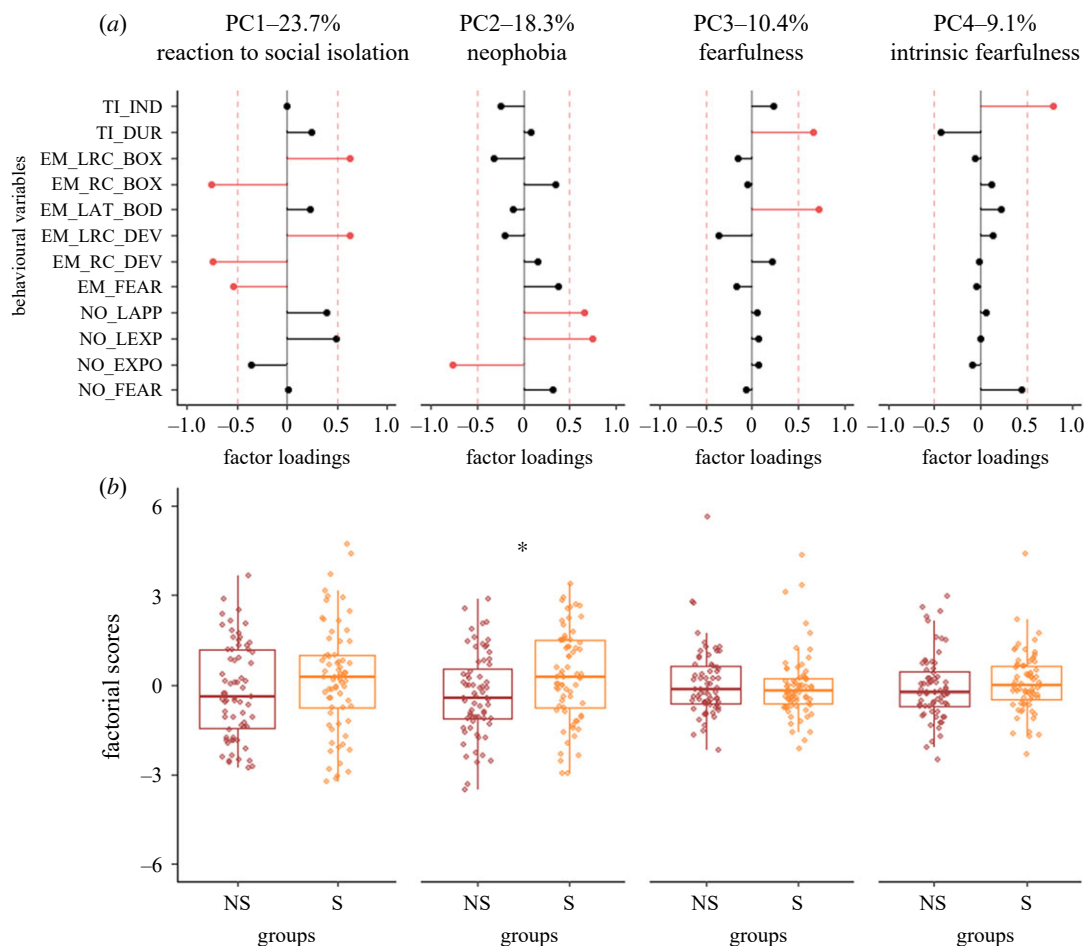 (a)
PC1–23.7% PC2–18.3% PC3–10.4% PC4–9.1%
reaction to social isolation neophobia fearfulness intrinsic fearfulness
behavioural variables
TI_IND
TI_DUR
EM_LRC_BOX
EM_RC_BOX
EM_LAT_BOD
EM_LRC_DEV
EM_RC_DEV
EM_FEAR
NO_LAPP
NO_LEXP
NO_EXPO
NO_FEAR
–1.0 –0.5 0 0.5 1.0 –1.0 –0.5 0 0.5 1.0 –1.0 –0.5 0 0.5 1.0 –1.0 –0.5 0 0.5 1.0
factor loadings factor loadings factor loadings factor loadings
(b)
factorial scores
6
*
3
0
–3
–6
NS S NS S NS S NS S
groups groups groups groups